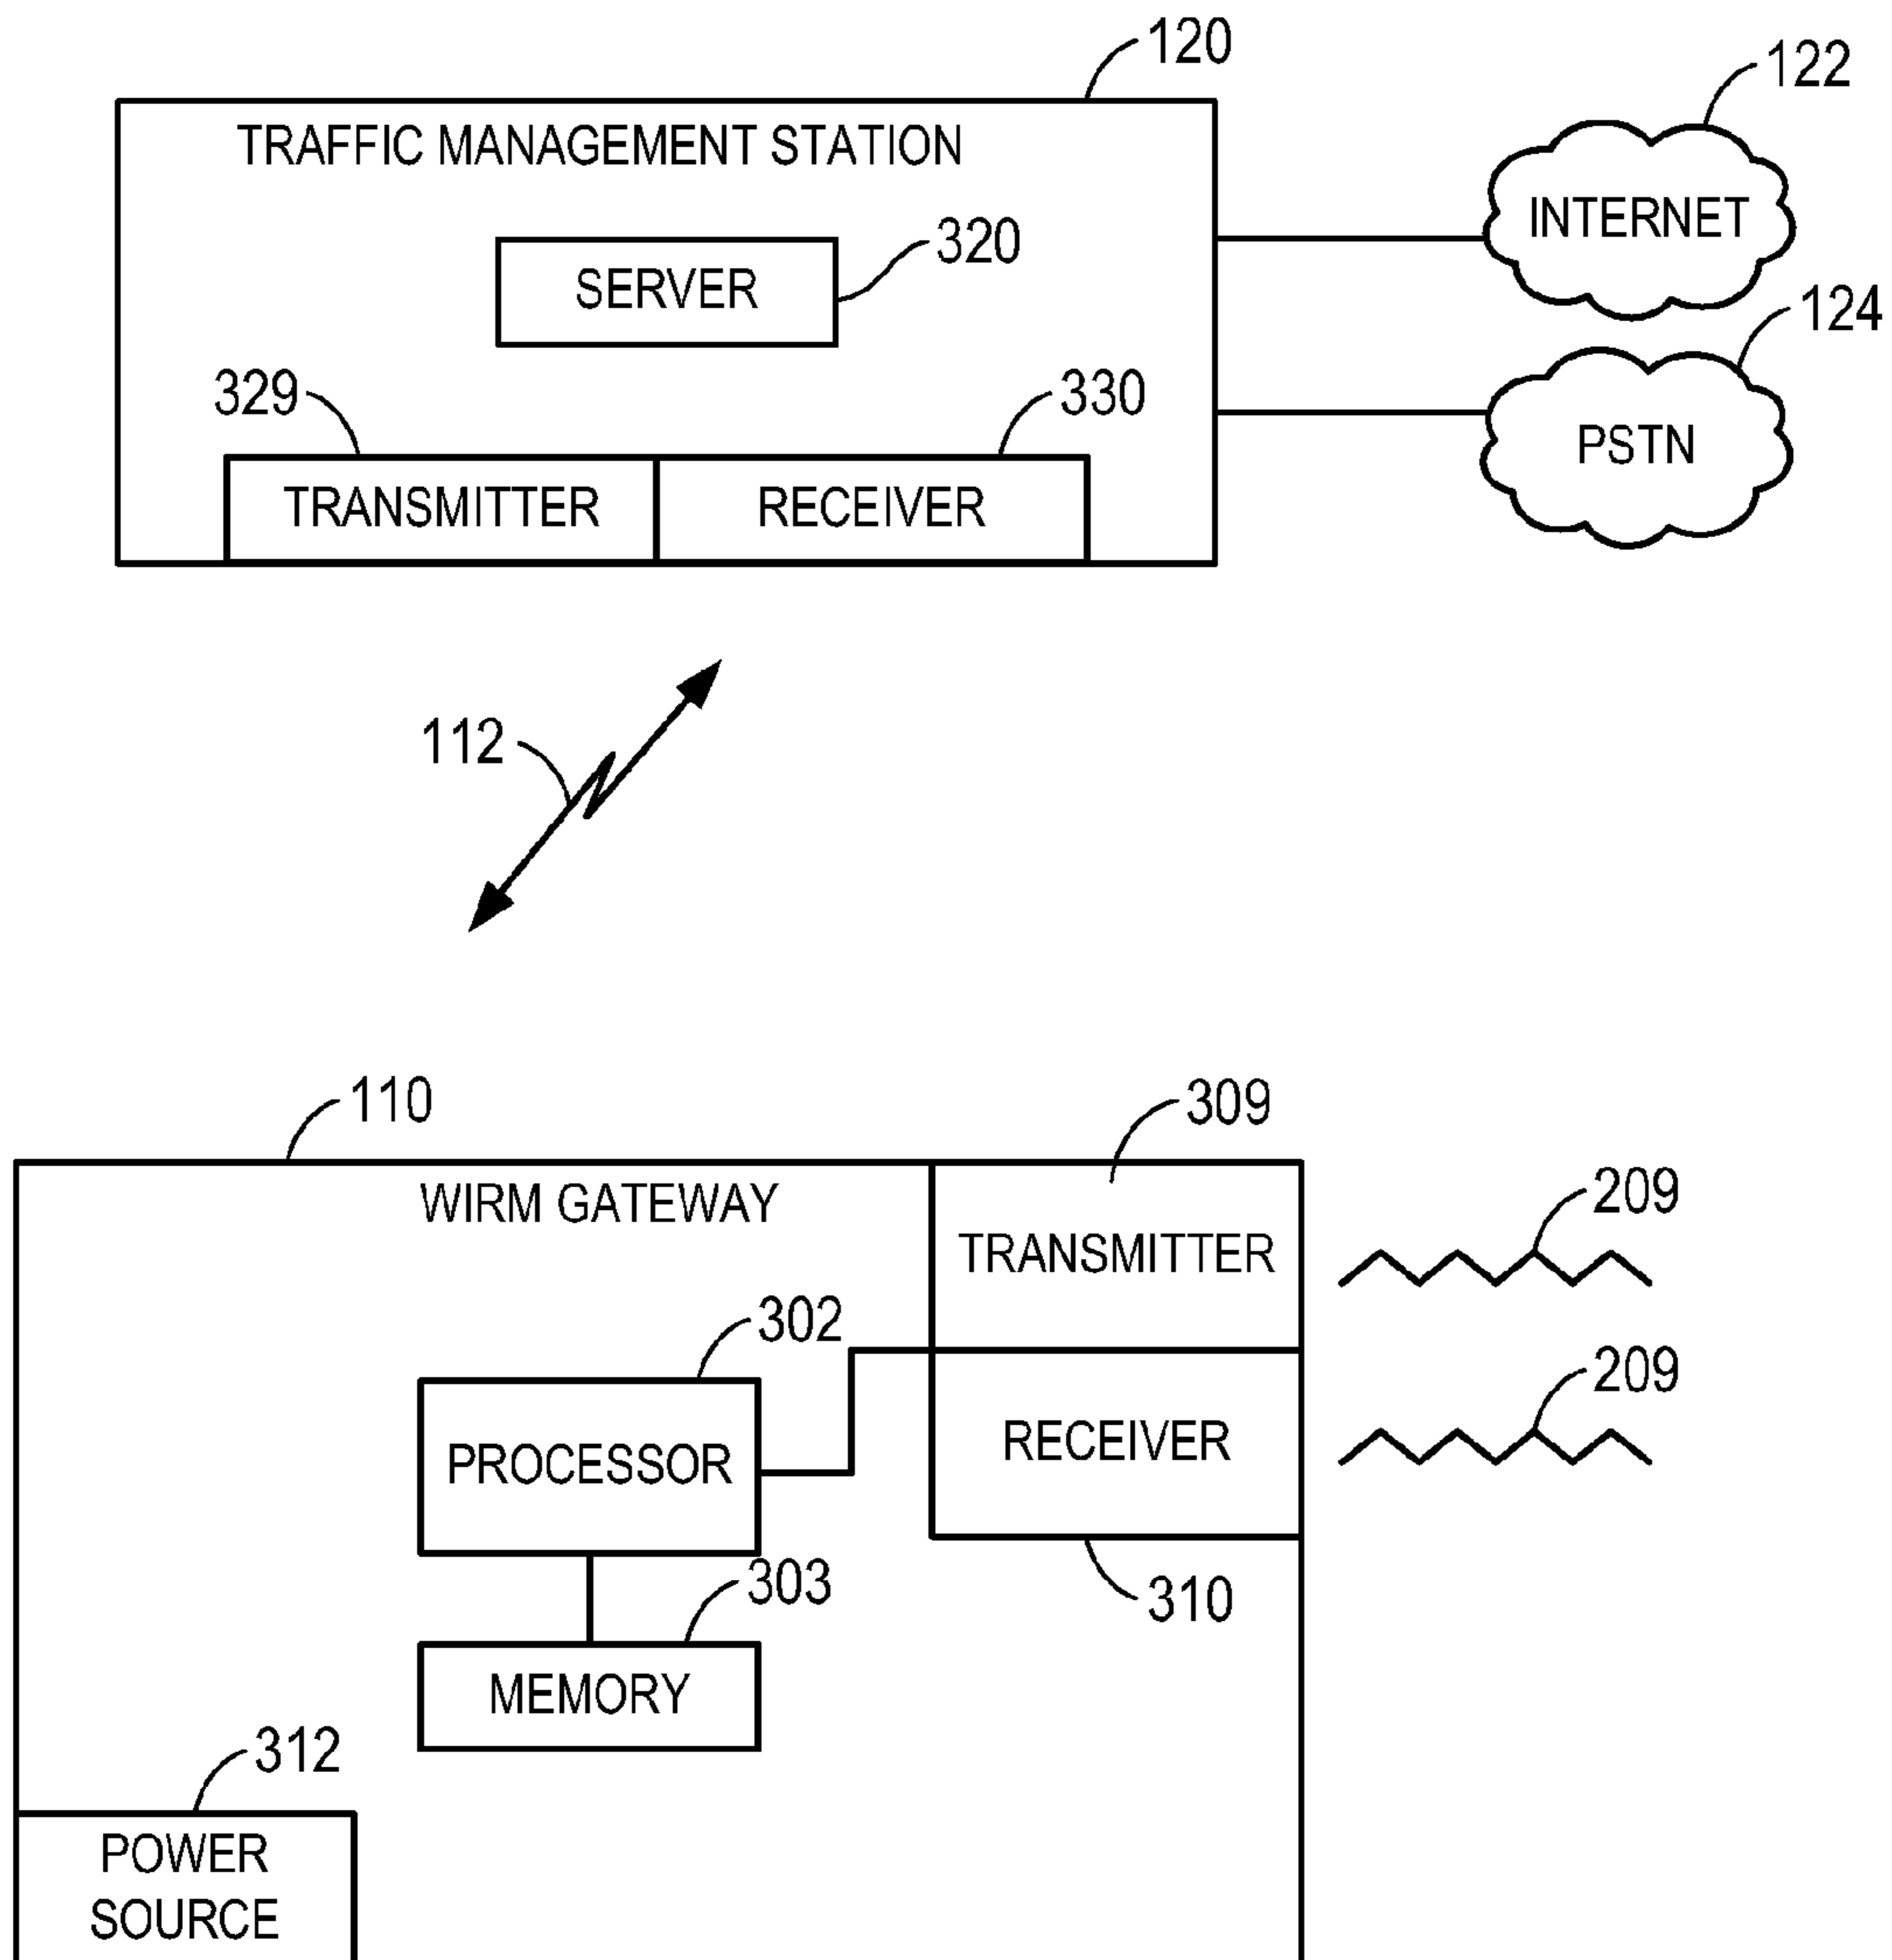 120
122
TRAFFIC MANAGEMENT STATION
INTERNET
320
SERVER
124
329
330
PSTN
TRANSMITTER
RECEIVER
112
110
309
WIRM GATEWAY
209
TRANSMITTER
302
209
PROCESSOR
RECEIVER
303
310
MEMORY
312
POWER
SOURCE